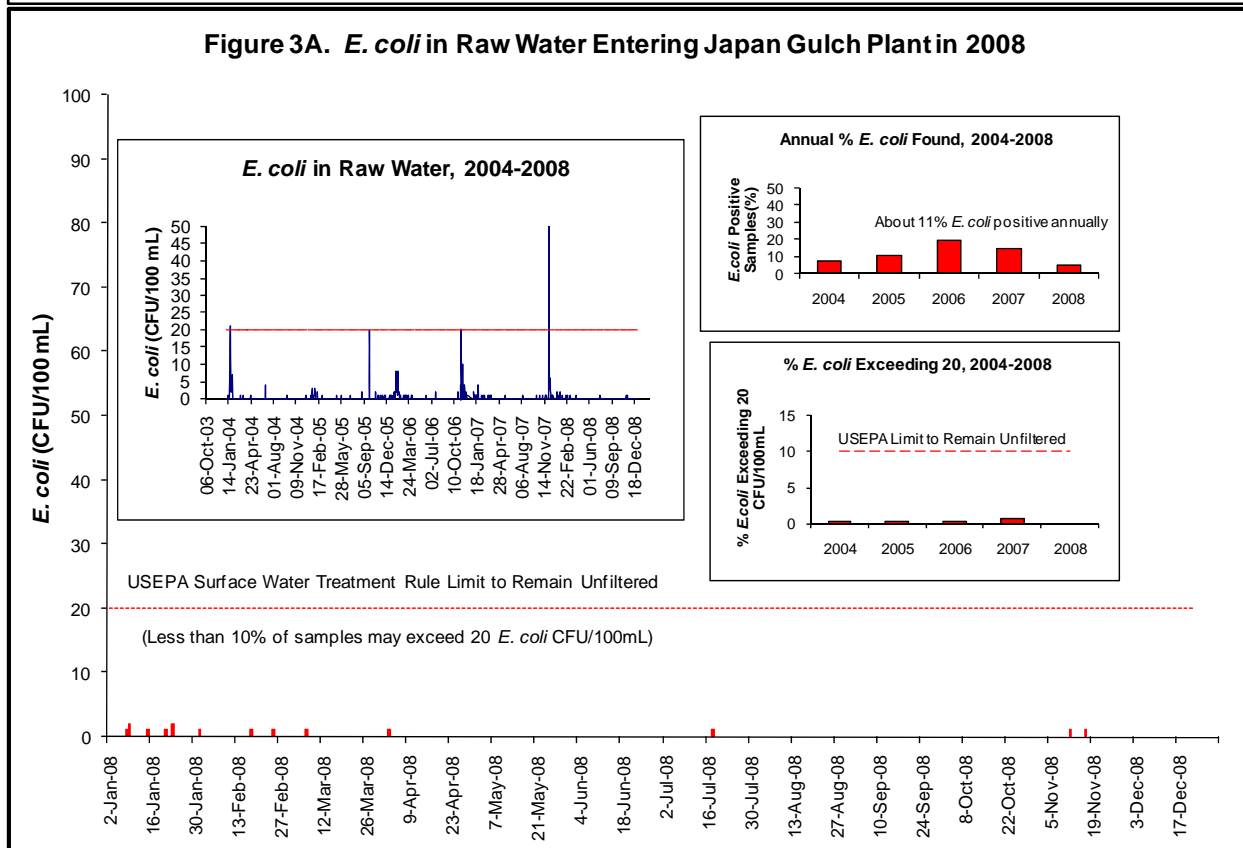 Figure 3A. E. coli in Raw Water Entering Japan Gulch Plant in 2008
E. coli (CFU/100 mL)
100
90
80
70
60
50
40
30
20
10
0
E. coli in Raw Water, 2004-2008
E. coli (CFU/100 mL)
50
45
40
35
30
25
20
15
10
5
0
06-Oct-03
14-Jan-04
23-Apr-04
01-Aug-04
09-Nov-04
17-Feb-05
28-May-05
05-Sep-05
14-Dec-05
24-Mar-06
02-Jul-06
10-Oct-06
18-Jan-07
28-Apr-07
06-Aug-07
14-Nov-07
22-Feb-08
01-Jun-08
09-Sep-08
18-Dec-08
Annual % E. coli Found, 2004-2008
E.coli Positive
Samples(%)
50
40
30
20
10
0
About 11% E. coli positive annually
2004 2005 2006 2007 2008
% E. coli Exceeding 20, 2004-2008
% E.coli Exceeding 20
CFU/100mL
15
10
5
0
USEPA Limit to Remain Unfiltered
2004 2005 2006 2007 2008
USEPA Surface Water Treatment Rule Limit to Remain Unfiltered
(Less than 10% of samples may exceed 20 E. coli CFU/100mL)
2-Jan-08
16-Jan-08
30-Jan-08
13-Feb-08
27-Feb-08
12-Mar-08
26-Mar-08
9-Apr-08
23-Apr-08
7-May-08
21-May-08
4-Jun-08
18-Jun-08
2-Jul-08
16-Jul-08
30-Jul-08
13-Aug-08
27-Aug-08
10-Sep-08
24-Sep-08
8-Oct-08
22-Oct-08
5-Nov-08
19-Nov-08
3-Dec-08
17-Dec-08